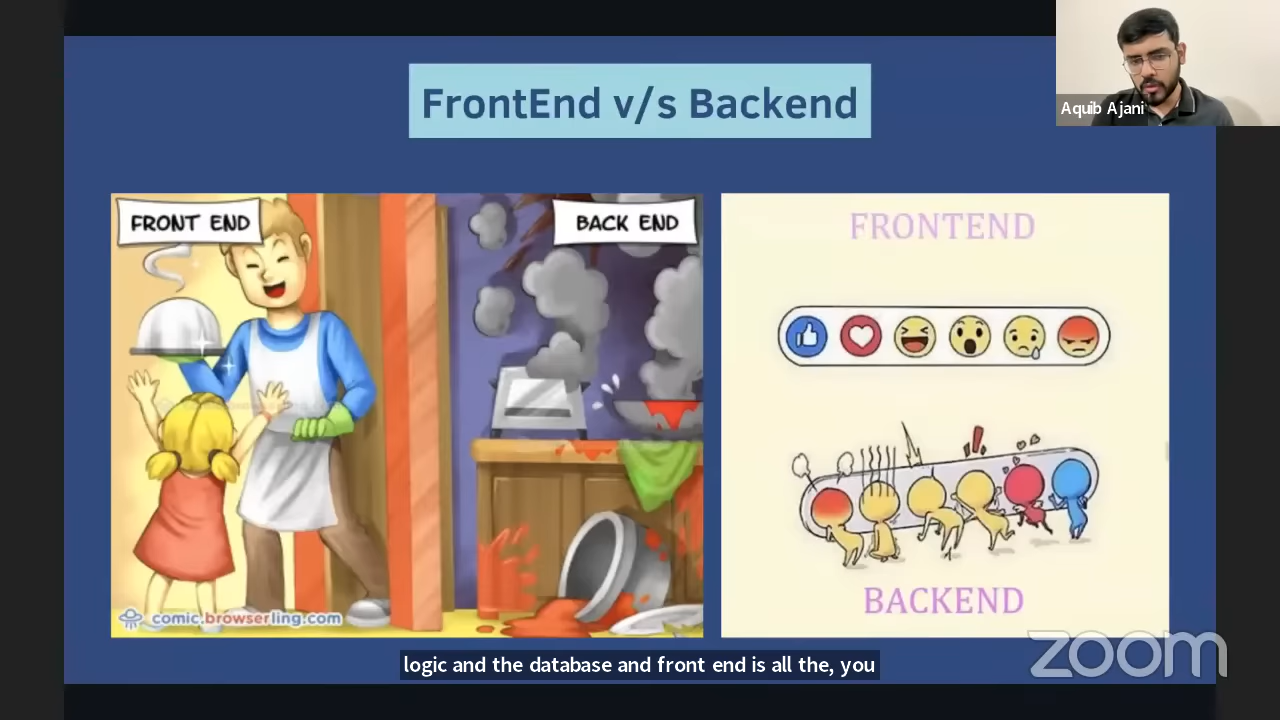 FrontEnd v/s Backend
Aquib Ajani
FRONT END
BACK END
comic.browserling.com
FRONTEND
BACKEND
logic and the database and front end is all the, you
zoom